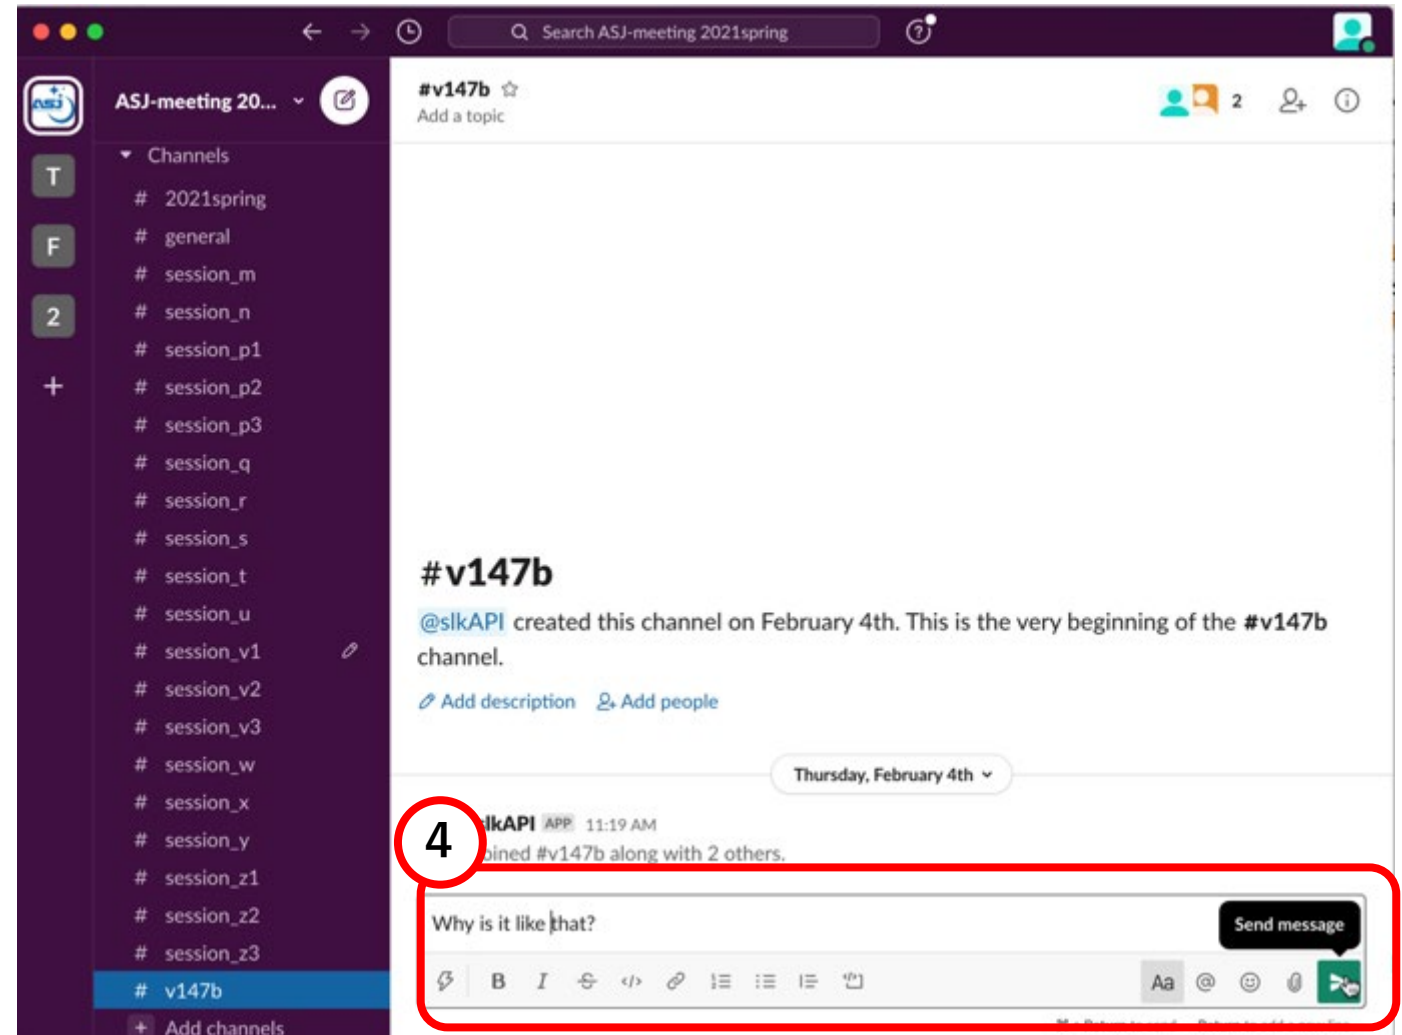 Search ASJ-meeting 2021spring
ASJ
ASJ-meeting 20...
#v147b
Add a topic
2
T
F
2
+
Channels
# 2021spring
# general
# session_m
# session_n
# session_p1
# session_p2
# session_p3
# session_q
# session_r
# session_s
# session_t
# session_u
# session_v1
# session_v2
# session_v3
# session_w
# session_x
# session_y
# session_z1
# session_z2
# session_z3
# v147b
+ Add channels
#v147b
@slkAPI created this channel on February 4th. This is the very beginning of the #v147b
channel.
Add description Add people
Thursday, February 4th
slkAPI APP 11:19 AM
joined #v147b along with 2 others.
4
Why is it like that?
Send message
B I S </> Aa @